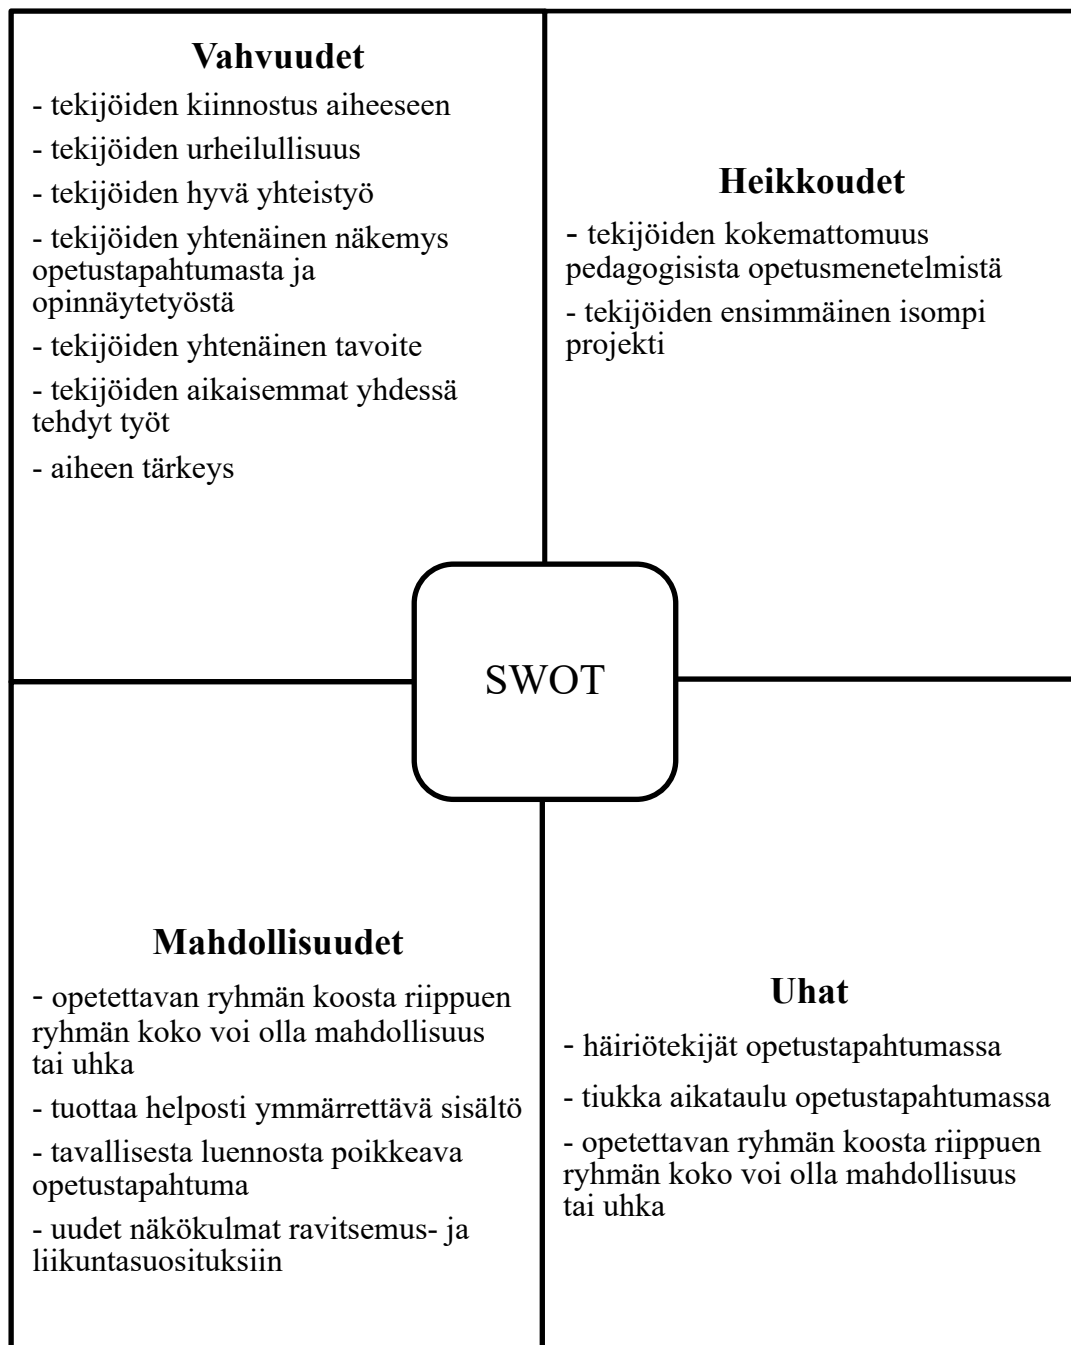 Vahvuudet
- tekijöiden kiinnostus aiheeseen
- tekijöiden urheilullisuus
- tekijöiden hyvä yhteistyö
- tekijöiden yhtenäinen näkemys
opetustapahtumasta ja
opinnäytetyöstä
- tekijöiden yhtenäinen tavoite
- tekijöiden aikaisemmat yhdessä
tehdyt työt
- aiheen tärkeys
Heikkoudet
- tekijöiden kokemattomuus
pedagogisista opetusmenetelmistä
- tekijöiden ensimmäinen isompi
projekti
SWOT
Mahdollisuudet
- opetettavan ryhmän koosta riippuen
ryhmän koko voi olla mahdollisuus
tai uhka
- tuottaa helposti ymmärrettävä sisältö
- tavallisesta luennosta poikkeava
opetustapahtuma
- uudet näkökulmat ravitsemus- ja
liikuntasuosituksiin
Uhat
- häiriötekijät opetustapahtumassa
- tiukka aikataulu opetustapahtumassa
- opetettavan ryhmän koosta riippuen
ryhmän koko voi olla mahdollisuus
tai uhka